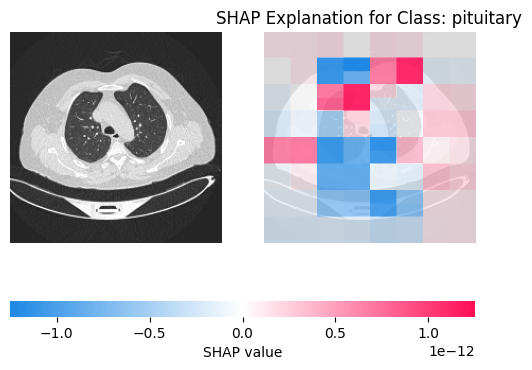 SHAP Explanation for Class: pituitary
−1.0 −0.5 0.0 0.5 1.0
1e−12
SHAP value